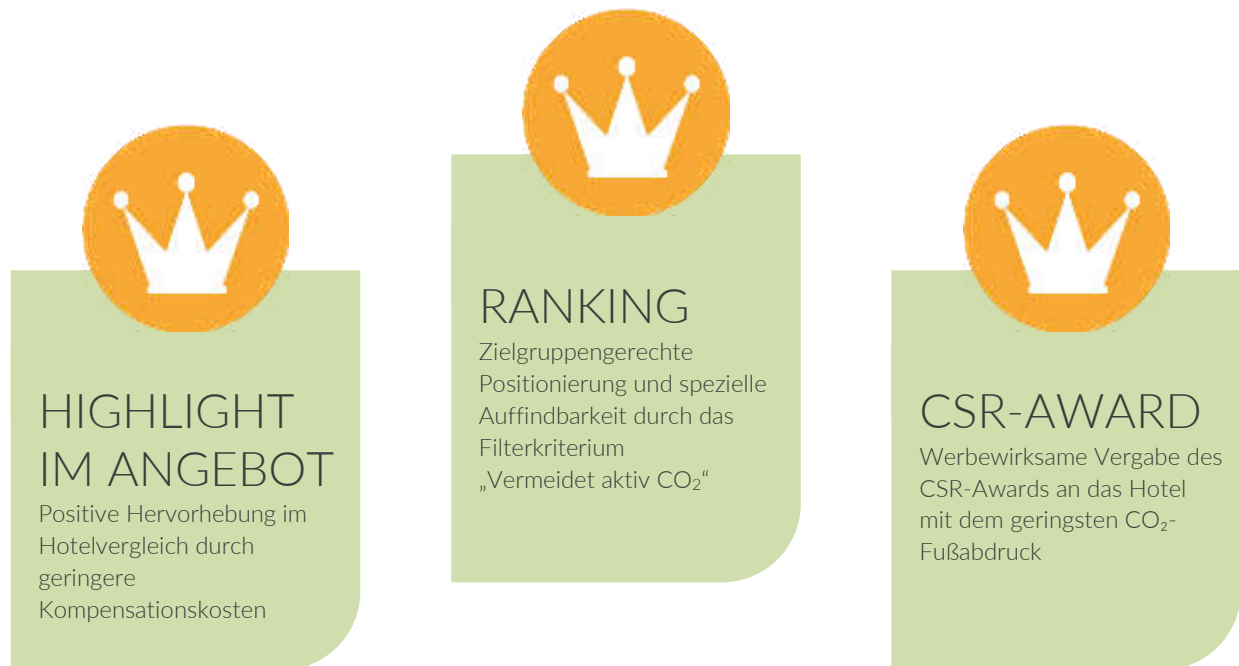 HIGHLIGHT
IM ANGEBOT
Positive Hervorhebung im
Hotelvergleich durch
geringere
Kompensationskosten
RANKING
Zielgruppengerechte
Positionierung und spezielle
Auffindbarkeit durch das
Filterkriterium
„Vermeidet aktiv CO₂“
CSR-AWARD
Werbewirksame Vergabe des
CSR-Awards an das Hotel
mit dem geringsten CO₂-
Fußabdruck